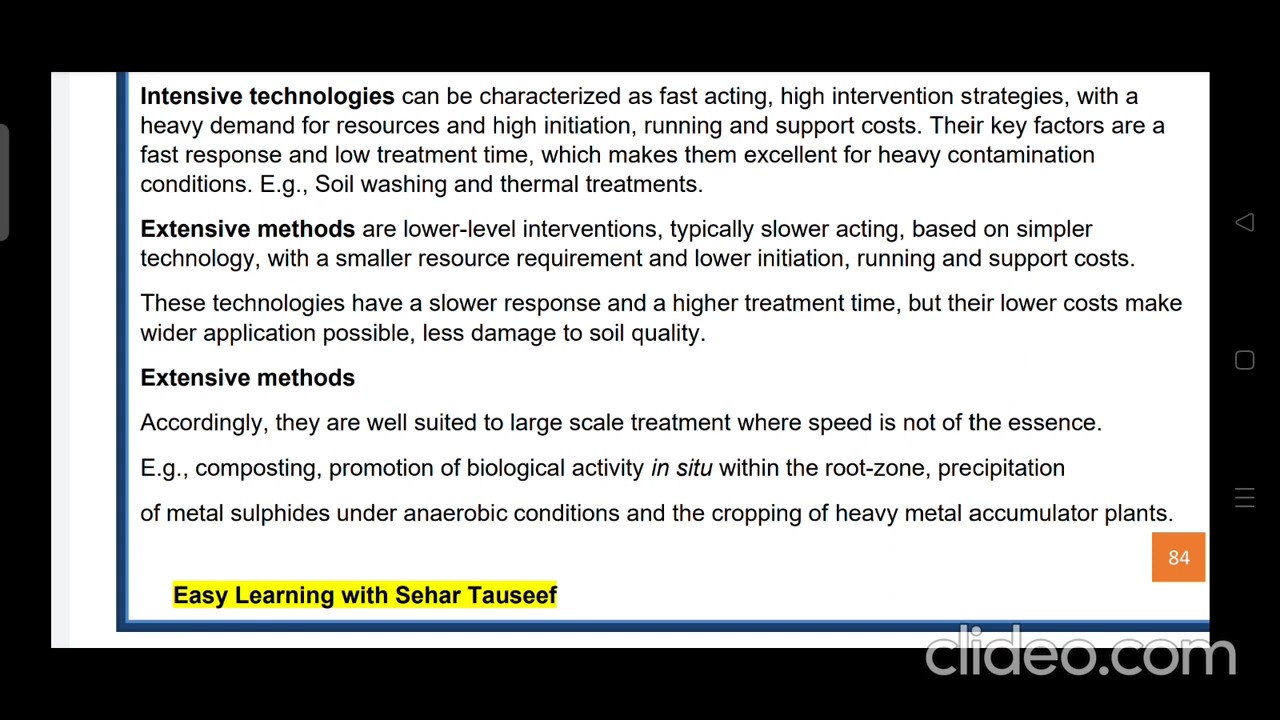 Intensive technologies can be characterized as fast acting, high intervention strategies, with a
heavy demand for resources and high initiation, running and support costs. Their key factors are a
fast response and low treatment time, which makes them excellent for heavy contamination
conditions. E.g., Soil washing and thermal treatments.
Extensive methods are lower-level interventions, typically slower acting, based on simpler
technology, with a smaller resource requirement and lower initiation, running and support costs.
These technologies have a slower response and a higher treatment time, but their lower costs make
wider application possible, less damage to soil quality.
Extensive methods
Accordingly, they are well suited to large scale treatment where speed is not of the essence.
E.g., composting, promotion of biological activity in situ within the root-zone, precipitation
of metal sulphides under anaerobic conditions and the cropping of heavy metal accumulator plants.
84
Easy Learning with Sehar Tauseef
clideo.com